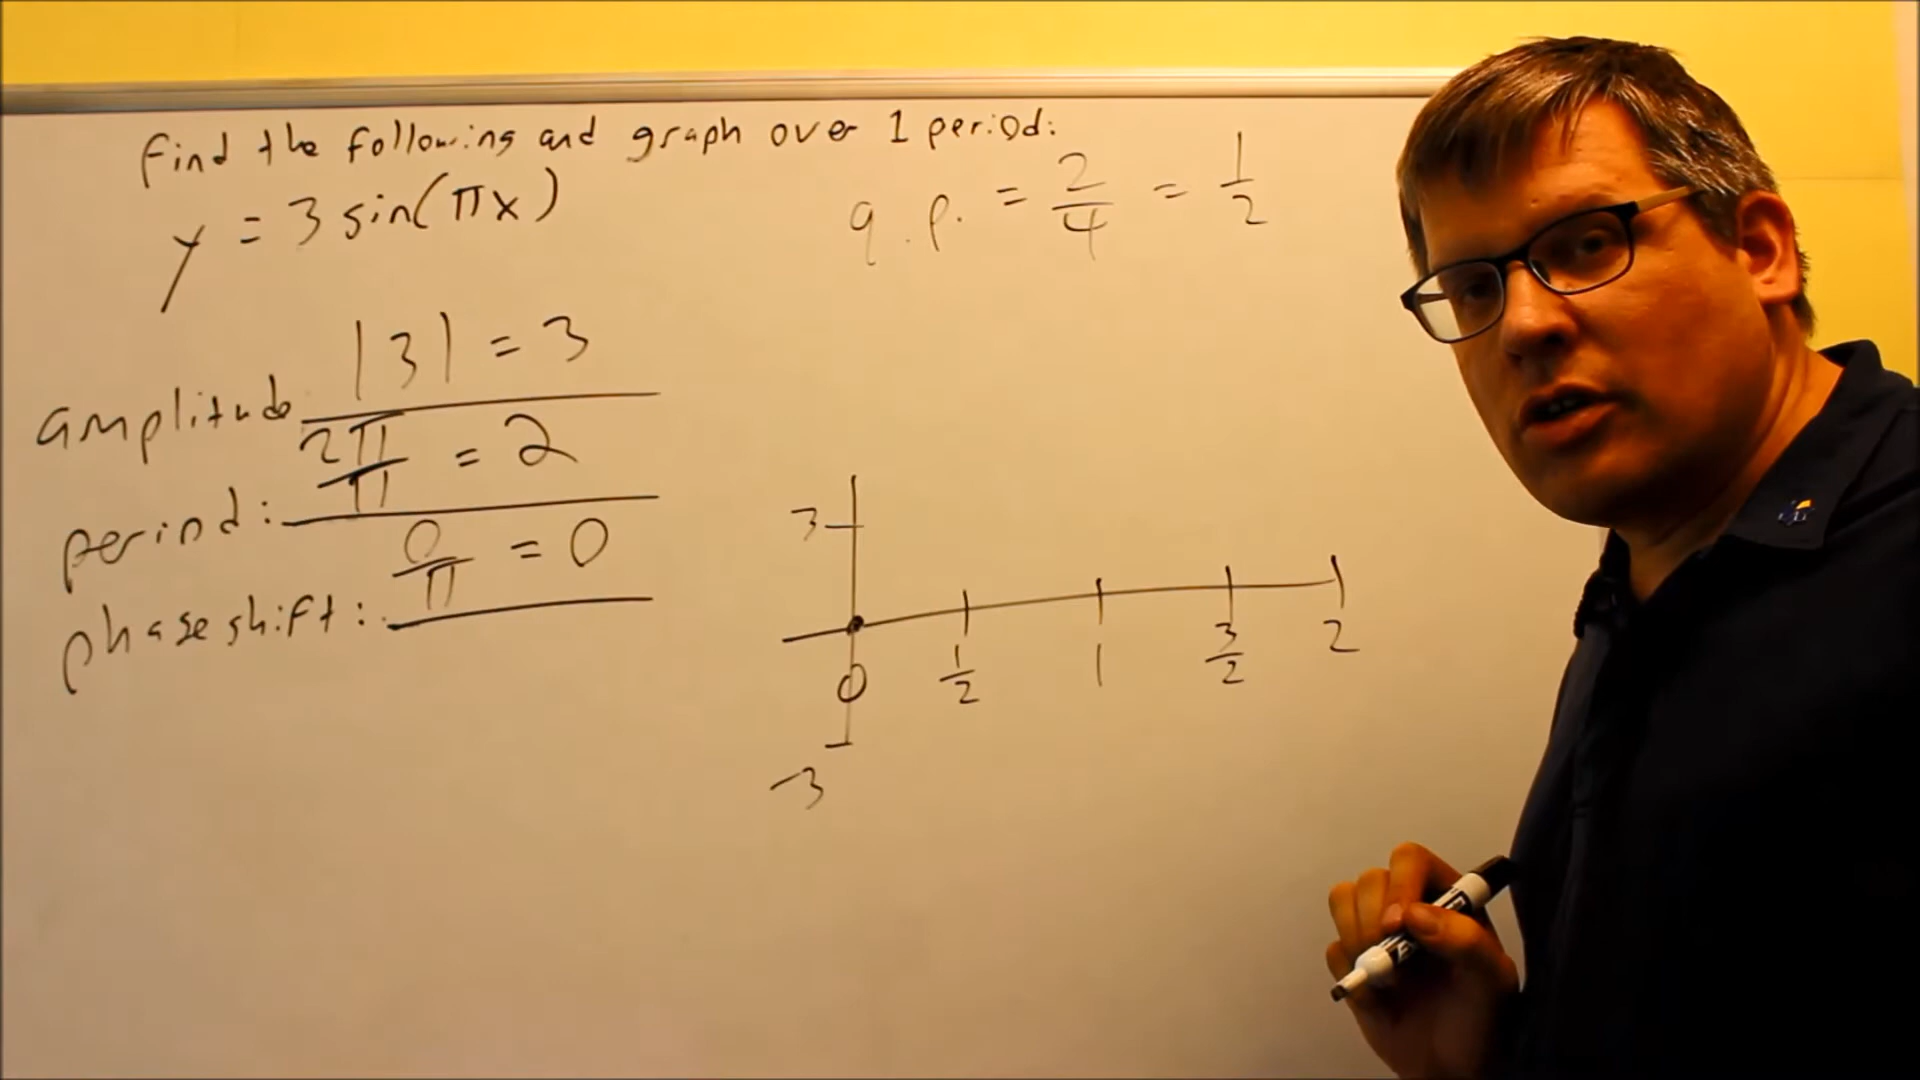 Find the following and graph over 1 period:
y = 3 sin(πx)
q.p. = 2/4 = 1/2
amplitude |3| = 3
period: 2π/π = 2
phase shift: 0/π = 0
3
0 1/2 1 3/2 2
-3